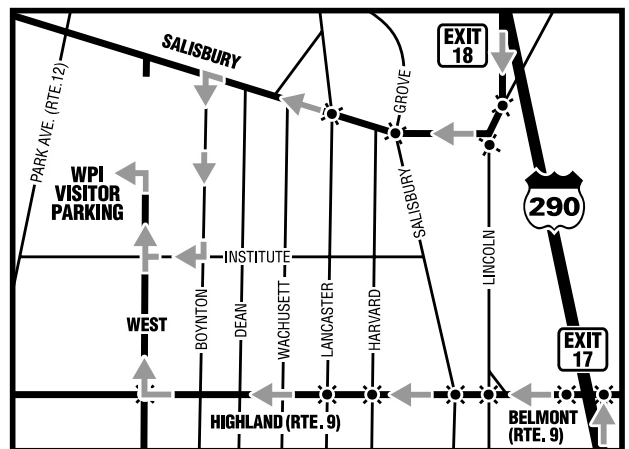 SALISBURY
EXIT
18
GROVE
PARK AVE. (RTE.12)
WPI
VISITOR
PARKING
290
SALISBURY
LINCOLN
INSTITUTE
WEST
BOYNTON
DEAN
WACHUSETT
LANCASTER
HARVARD
EXIT
17
HIGHLAND (RTE. 9)
BELMONT
(RTE. 9)